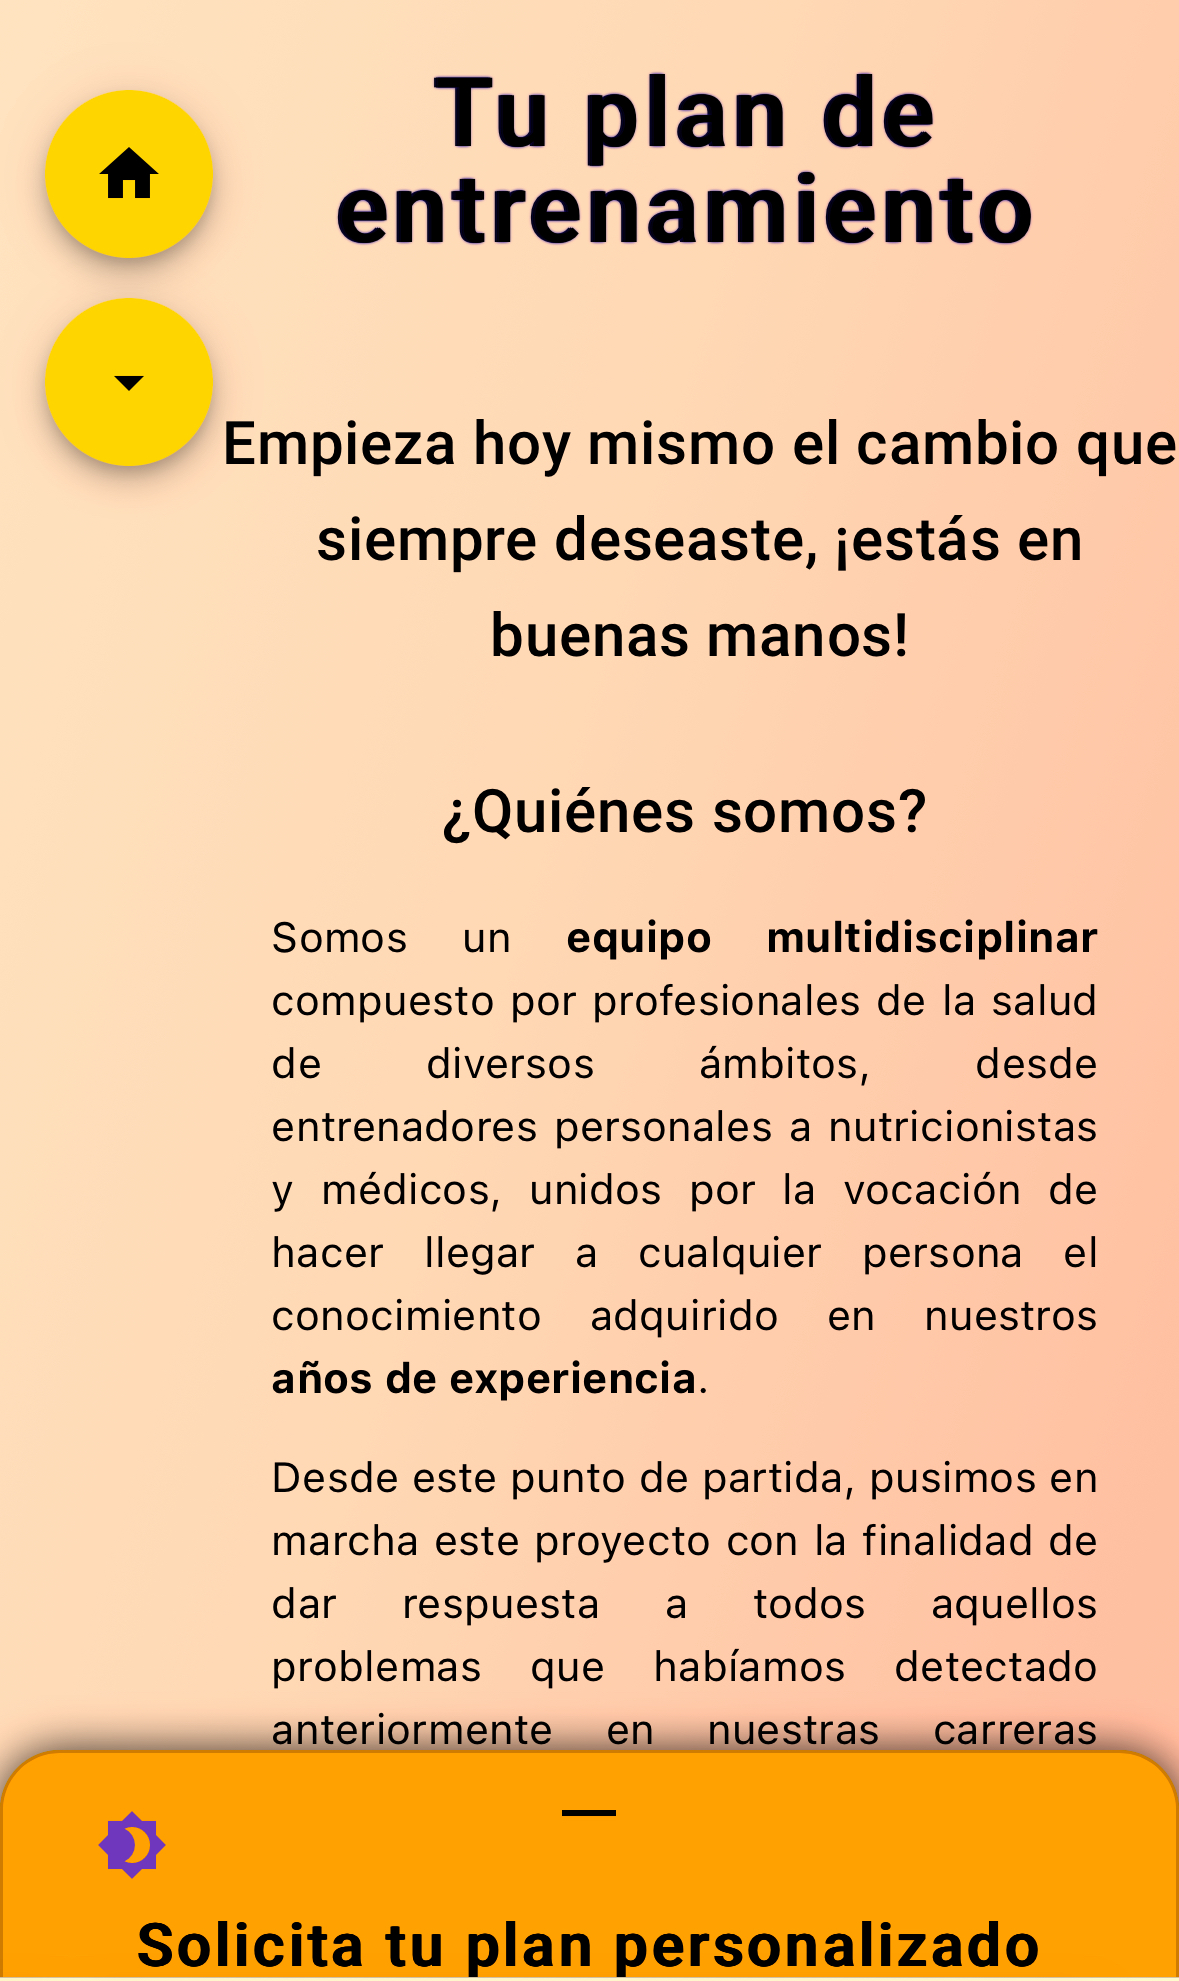 Tu plan de
entrenamiento
Empieza hoy mismo el cambio que
siempre deseaste, ¡estás en
buenas manos!
¿Quiénes somos?
Somos un equipo multidisciplinar
compuesto por profesionales de la salud
de diversos ámbitos, desde
entrenadores personales a nutricionistas
y médicos, unidos por la vocación de
hacer llegar a cualquier persona el
conocimiento adquirido en nuestros
años de experiencia.
Desde este punto de partida, pusimos en
marcha este proyecto con la finalidad de
dar respuesta a todos aquellos
problemas que habíamos detectado
anteriormente en nuestras carreras
Solicita tu plan personalizado